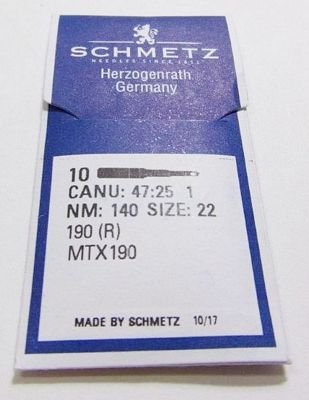 SCHMETZ
NEEDLES SINCE 1851
Herzogenrath
Germany
10
CANU: 47:25 1
NM: 140 SIZE: 22
190 (R)
MTX190
MADE BY SCHMETZ 10/17